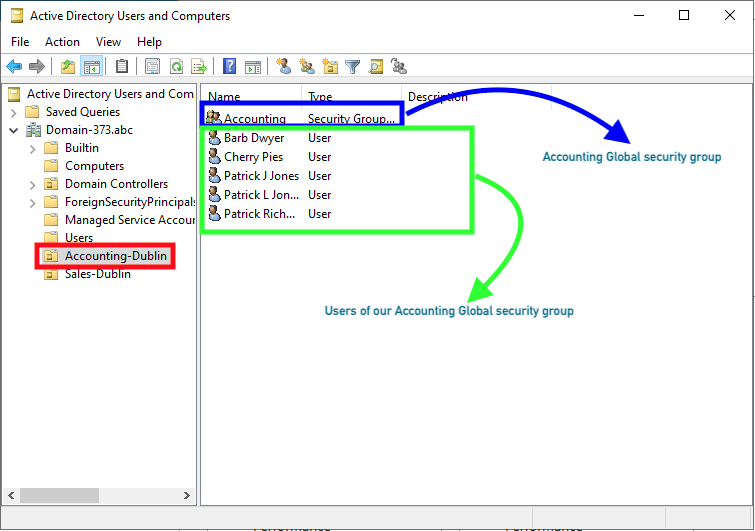 Active Directory Users and Computers
File Action View Help
Active Directory Users and Com
Saved Queries
Domain-373.abc
Builtin
Computers
Domain Controllers
ForeignSecurityPrincipals
Managed Service Accour
Users
Accounting-Dublin
Sales-Dublin
Name Type Description
Accounting Security Group...
Barb Dwyer User
Cherry Pies User
Patrick J Jones User
Patrick L Jon... User
Patrick Rich... User
Accounting Global security group
Users of our Accounting Global security group